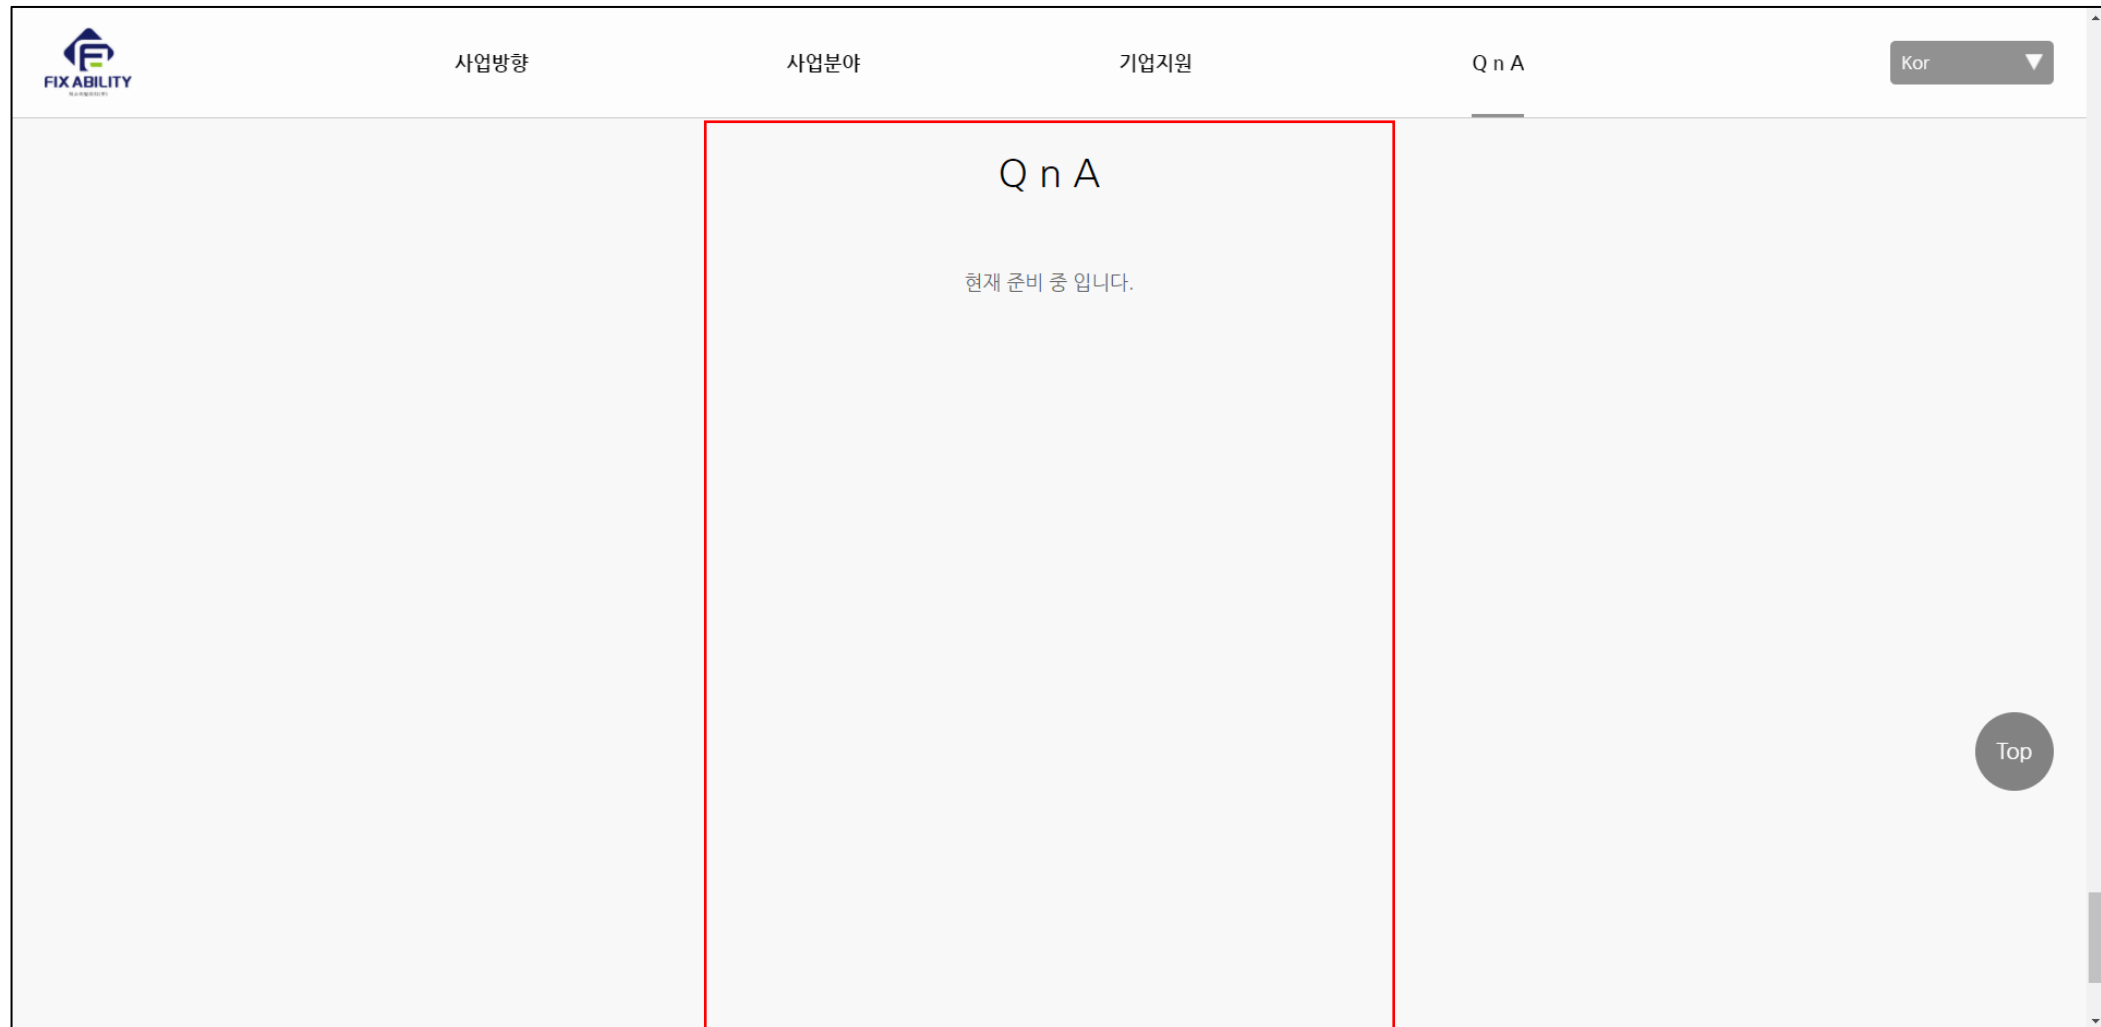 FIX ABILITY
사업방향
사업분야
기업지원
Q n A
Kor
Q n A
현재 준비 중 입니다.
Top